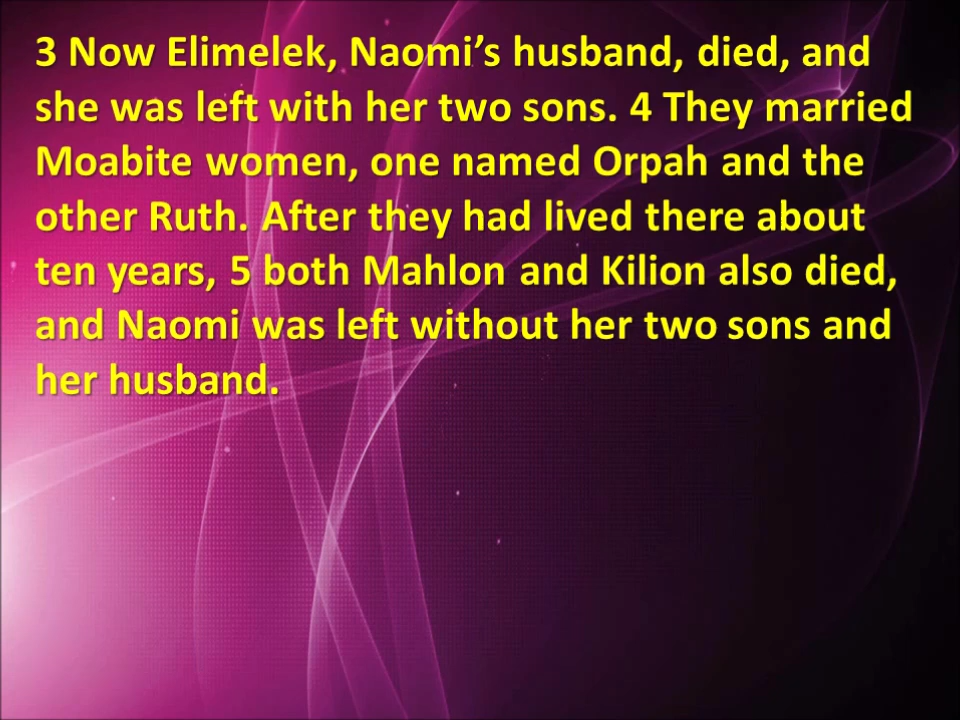 3 Now Elimelek, Naomi’s husband, died, and
she was left with her two sons. 4 They married
Moabite women, one named Orpah and the
other Ruth. After they had lived there about
ten years, 5 both Mahlon and Kilion also died,
and Naomi was left without her two sons and
her husband.